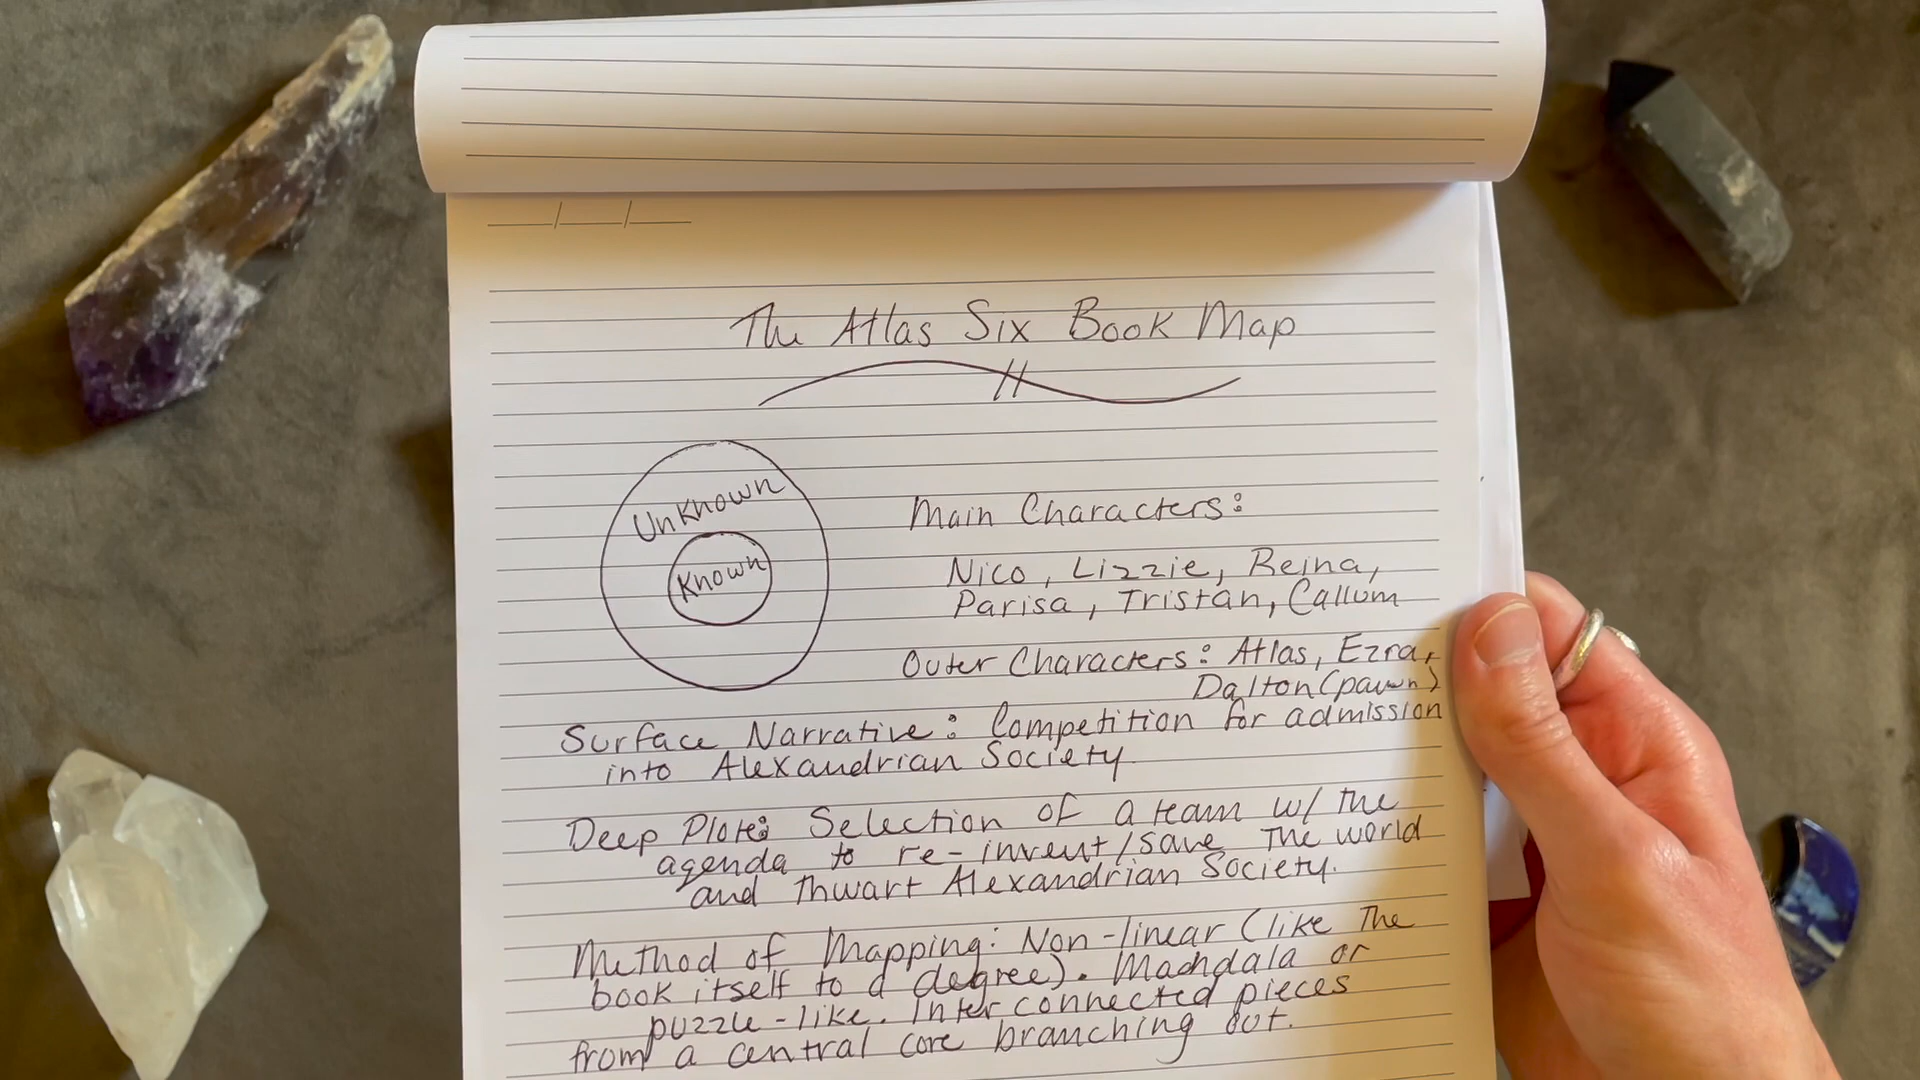 The Atlas Six Book Map
Unknown
Known
Main Characters:
Nico, Lizzie, Reina,
Parisa, Tristan, Callum
Outer Characters: Atlas, Ezra,
Dalton (pawn)
Surface Narrative: Competition for admission
into Alexandrian Society
Deep Plot: Selection of a team w/ the
agenda to re-invent/save the world
and thwart Alexandrian Society.
Method of Mapping: Non-linear (like the
book itself to a degree). Mandala or
puzzle-like. Inter connected pieces
from a central core branching out.